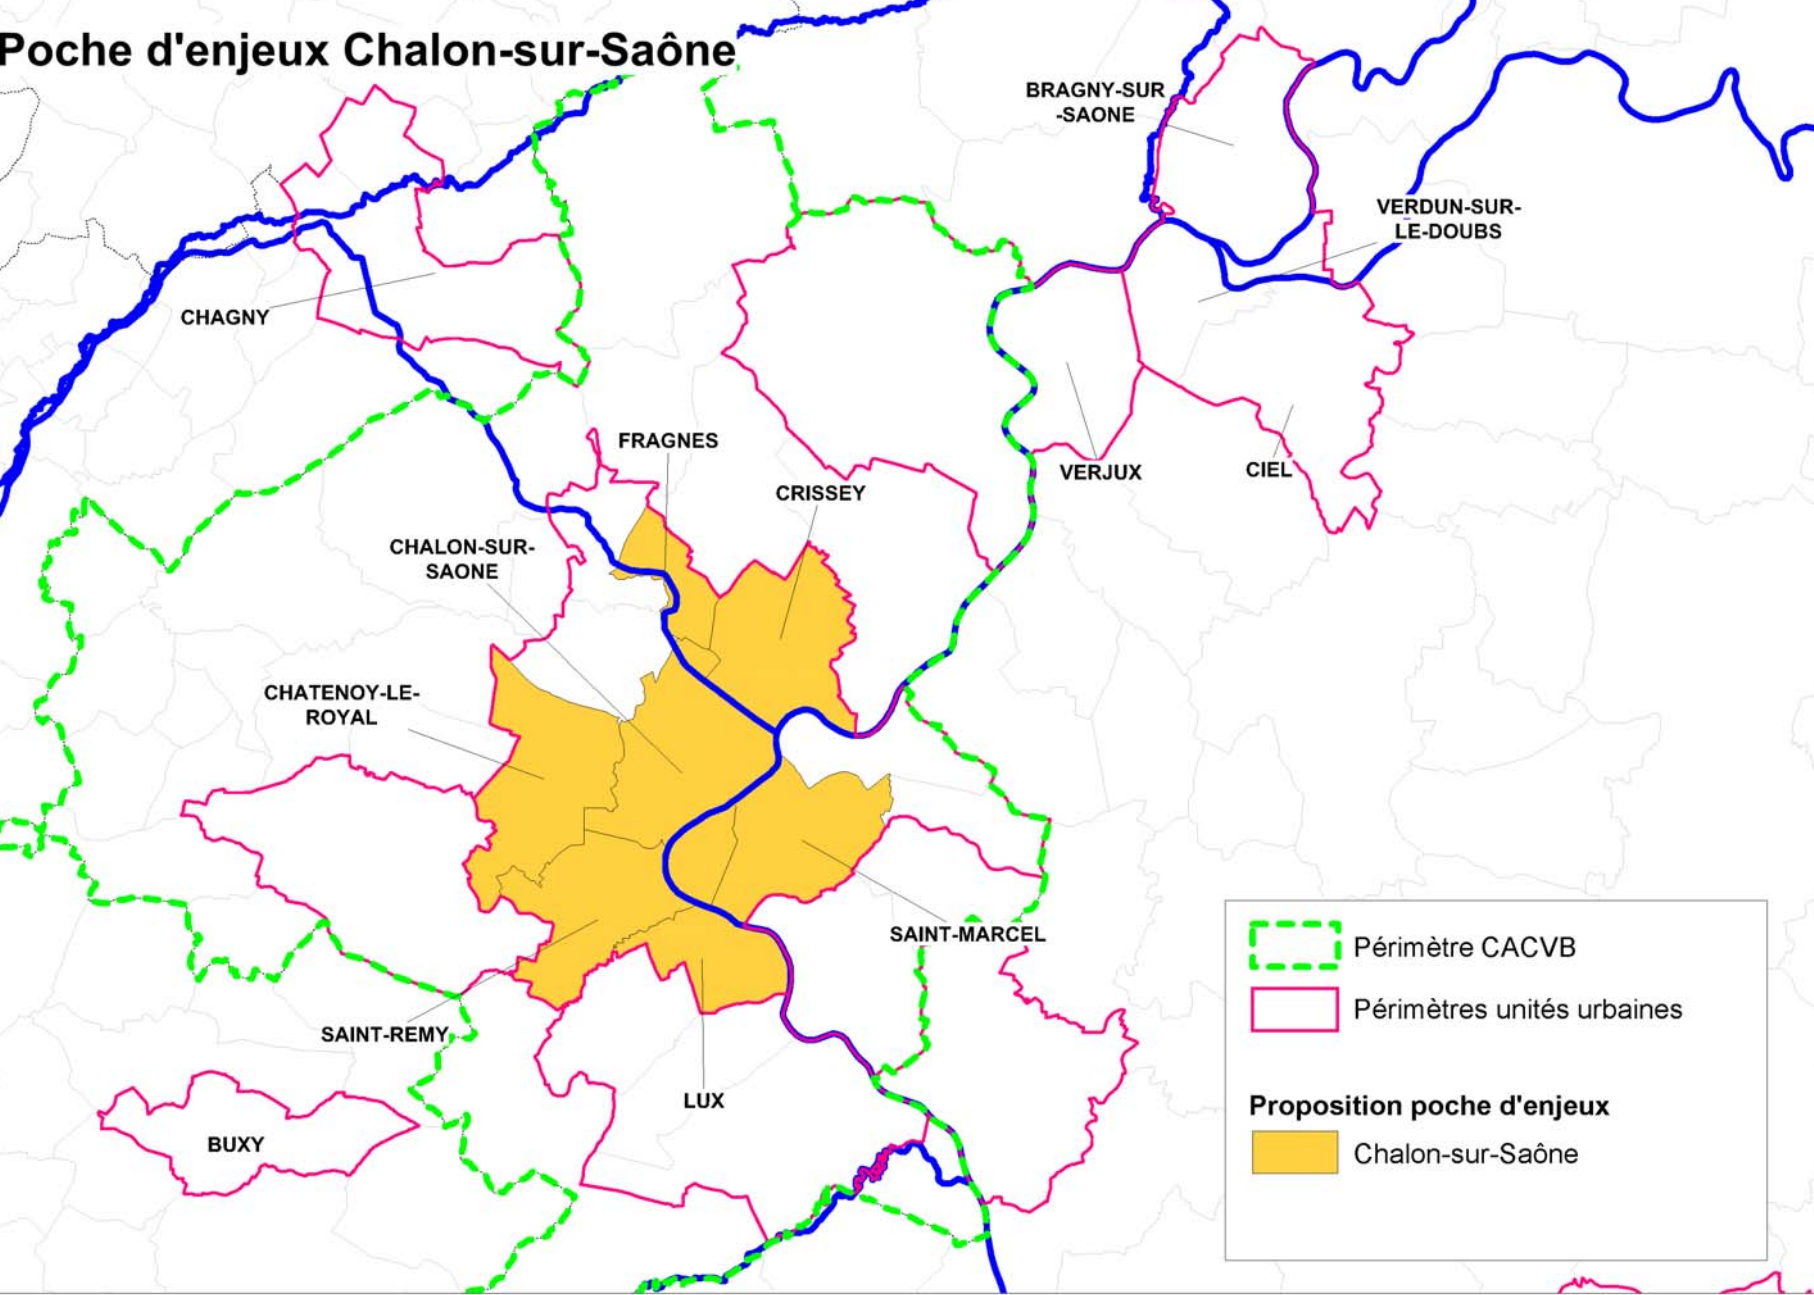 Poche d'enjeux Chalon-sur-Saône
BRAGNY-SUR
-SAONE
VERDUN-SUR-
LE-DOUBS
CHAGNY
FRAGNES
VERJUX
CIEL
CRISSEY
CHALON-SUR-
SAONE
CHATENOY-LE-
ROYAL
SAINT-MARCEL
SAINT-REMY
LUX
BUXY
Périmètre CACVB
Périmètres unités urbaines
Proposition poche d'enjeux
Chalon-sur-Saône